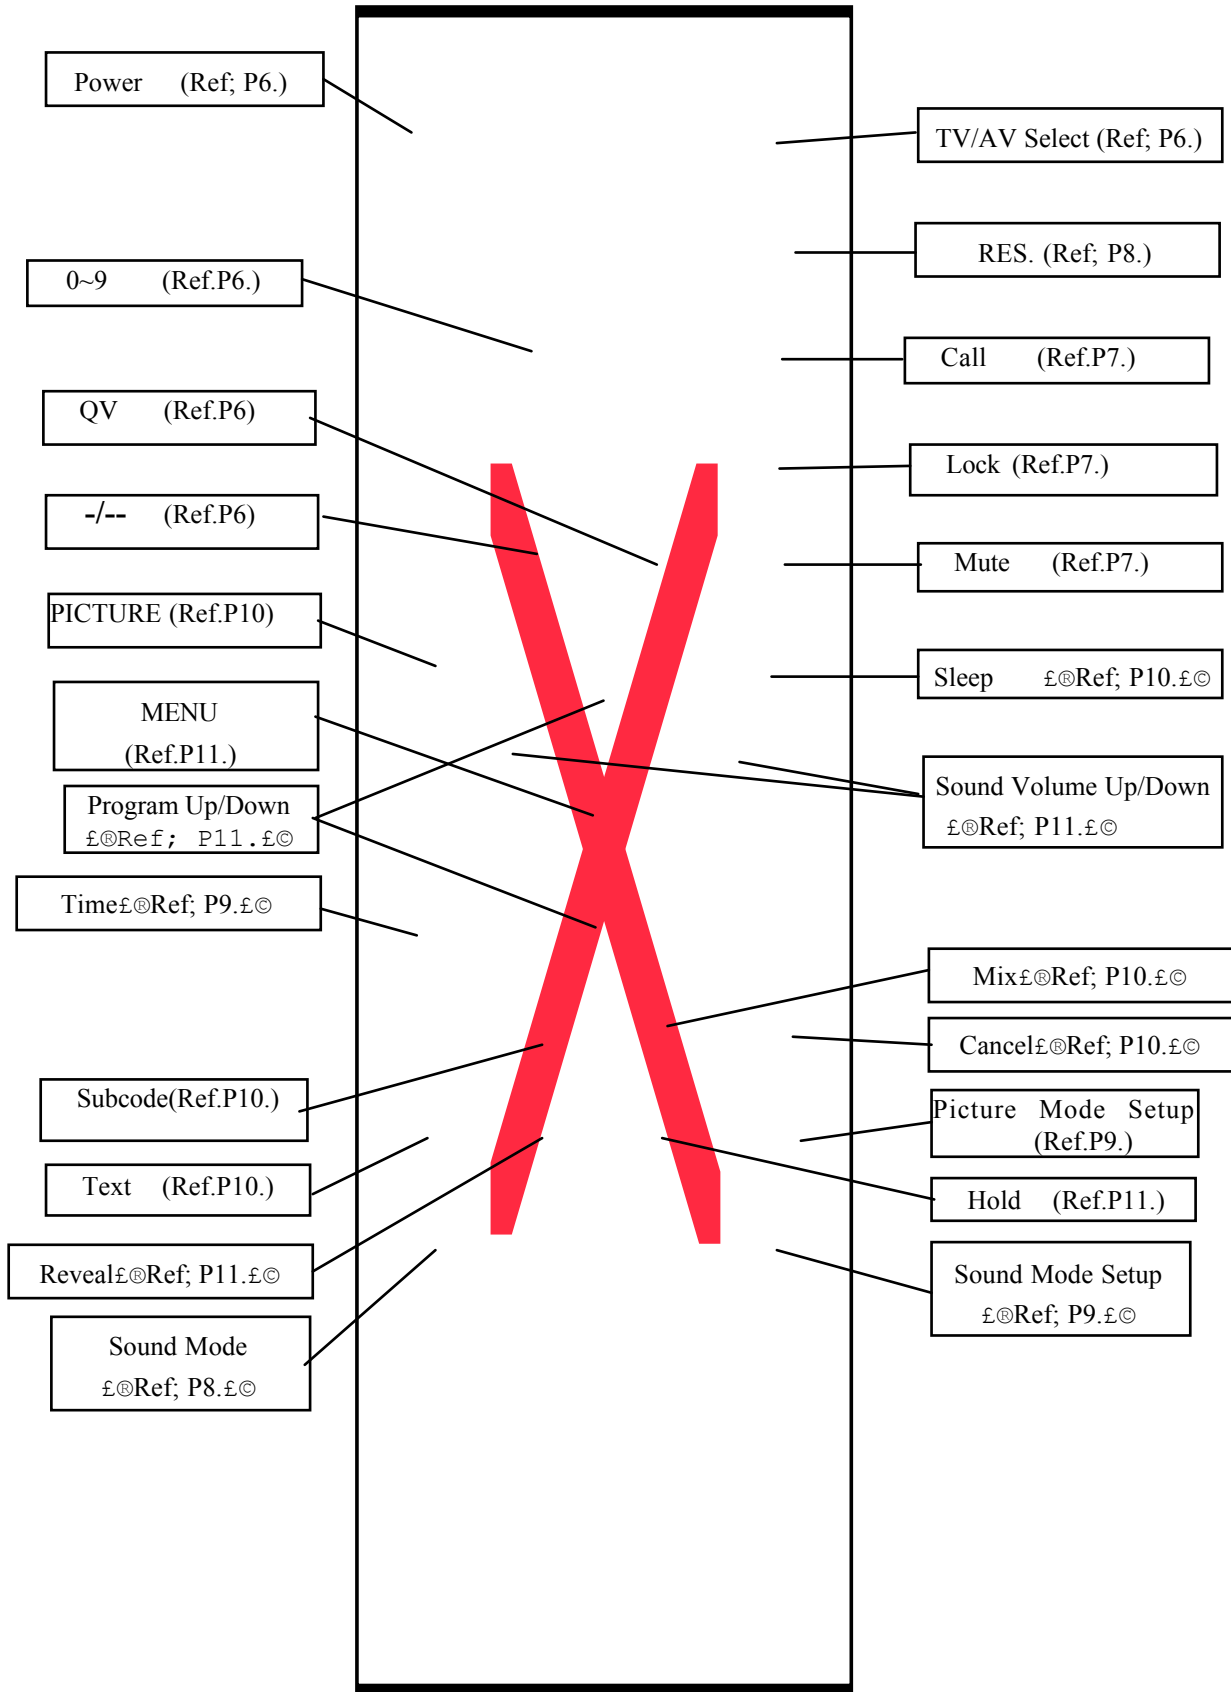 Power (Ref; P6.)
TV/AV Select (Ref; P6.)
RES. (Ref; P8.)
0~9 (Ref.P6.)
Call (Ref.P7.)
QV (Ref.P6)
Lock (Ref.P7.)
-/-- (Ref.P6)
Mute (Ref.P7.)
PICTURE (Ref.P10)
Sleep £®Ref; P10.£©
MENU
(Ref.P11.)
Sound Volume Up/Down
£®Ref; P11.£©
Program Up/Down
£®Ref; P11.£©
Time£®Ref; P9.£©
Mix£®Ref; P10.£©
Cancel£®Ref; P10.£©
Subcode(Ref.P10.)
Picture Mode Setup
(Ref.P9.)
Text (Ref.P10.)
Hold (Ref.P11.)
Reveal£®Ref; P11.£©
Sound Mode Setup
£®Ref; P9.£©
Sound Mode
£®Ref; P8.£©